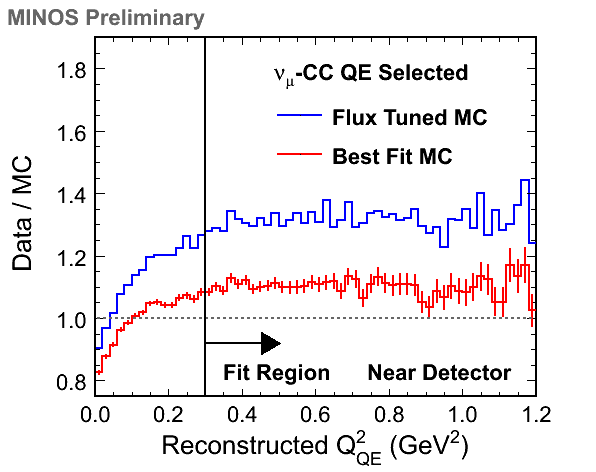 MINOS Preliminary
ν_μ-CC QE Selected
Flux Tuned MC
Best Fit MC
Data / MC
1.8
1.6
1.4
1.2
1.0
0.8
Fit Region
Near Detector
0.0 0.2 0.4 0.6 0.8 1.0 1.2
Reconstructed Q²_QE (GeV²)